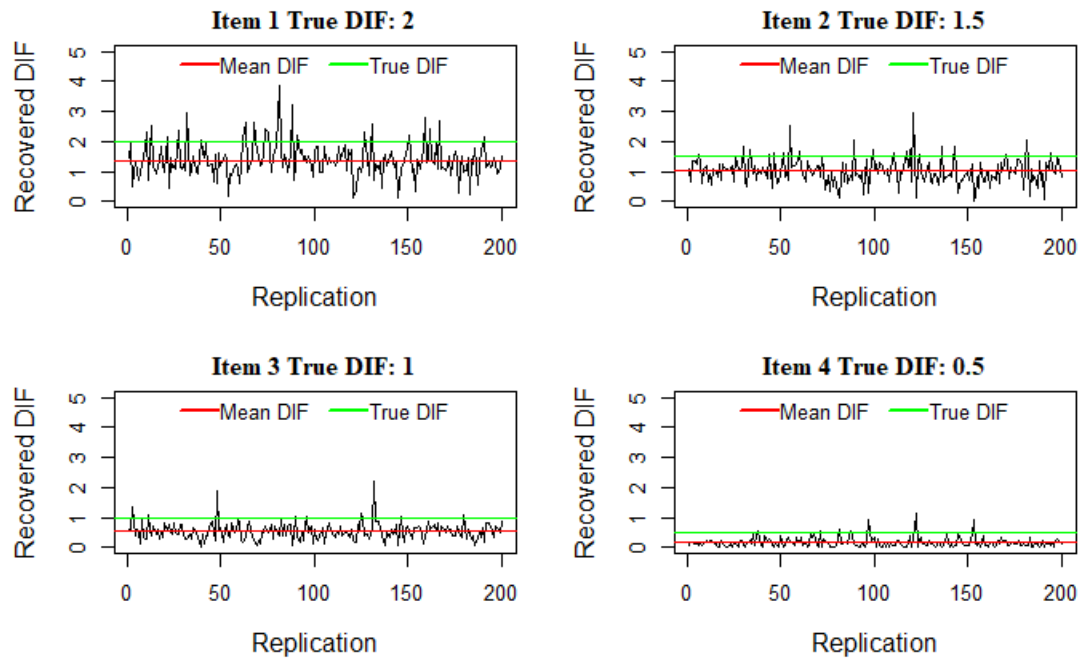 Item 1 True DIF: 2
Recovered DIF
5
4
3
2
1
0
Mean DIF
True DIF
0
50
100
150
200
Replication
Item 2 True DIF: 1.5
Recovered DIF
5
4
3
2
1
0
Mean DIF
True DIF
0
50
100
150
200
Replication
Item 3 True DIF: 1
Recovered DIF
5
4
3
2
1
0
Mean DIF
True DIF
0
50
100
150
200
Replication
Item 4 True DIF: 0.5
Recovered DIF
5
4
3
2
1
0
Mean DIF
True DIF
0
50
100
150
200
Replication